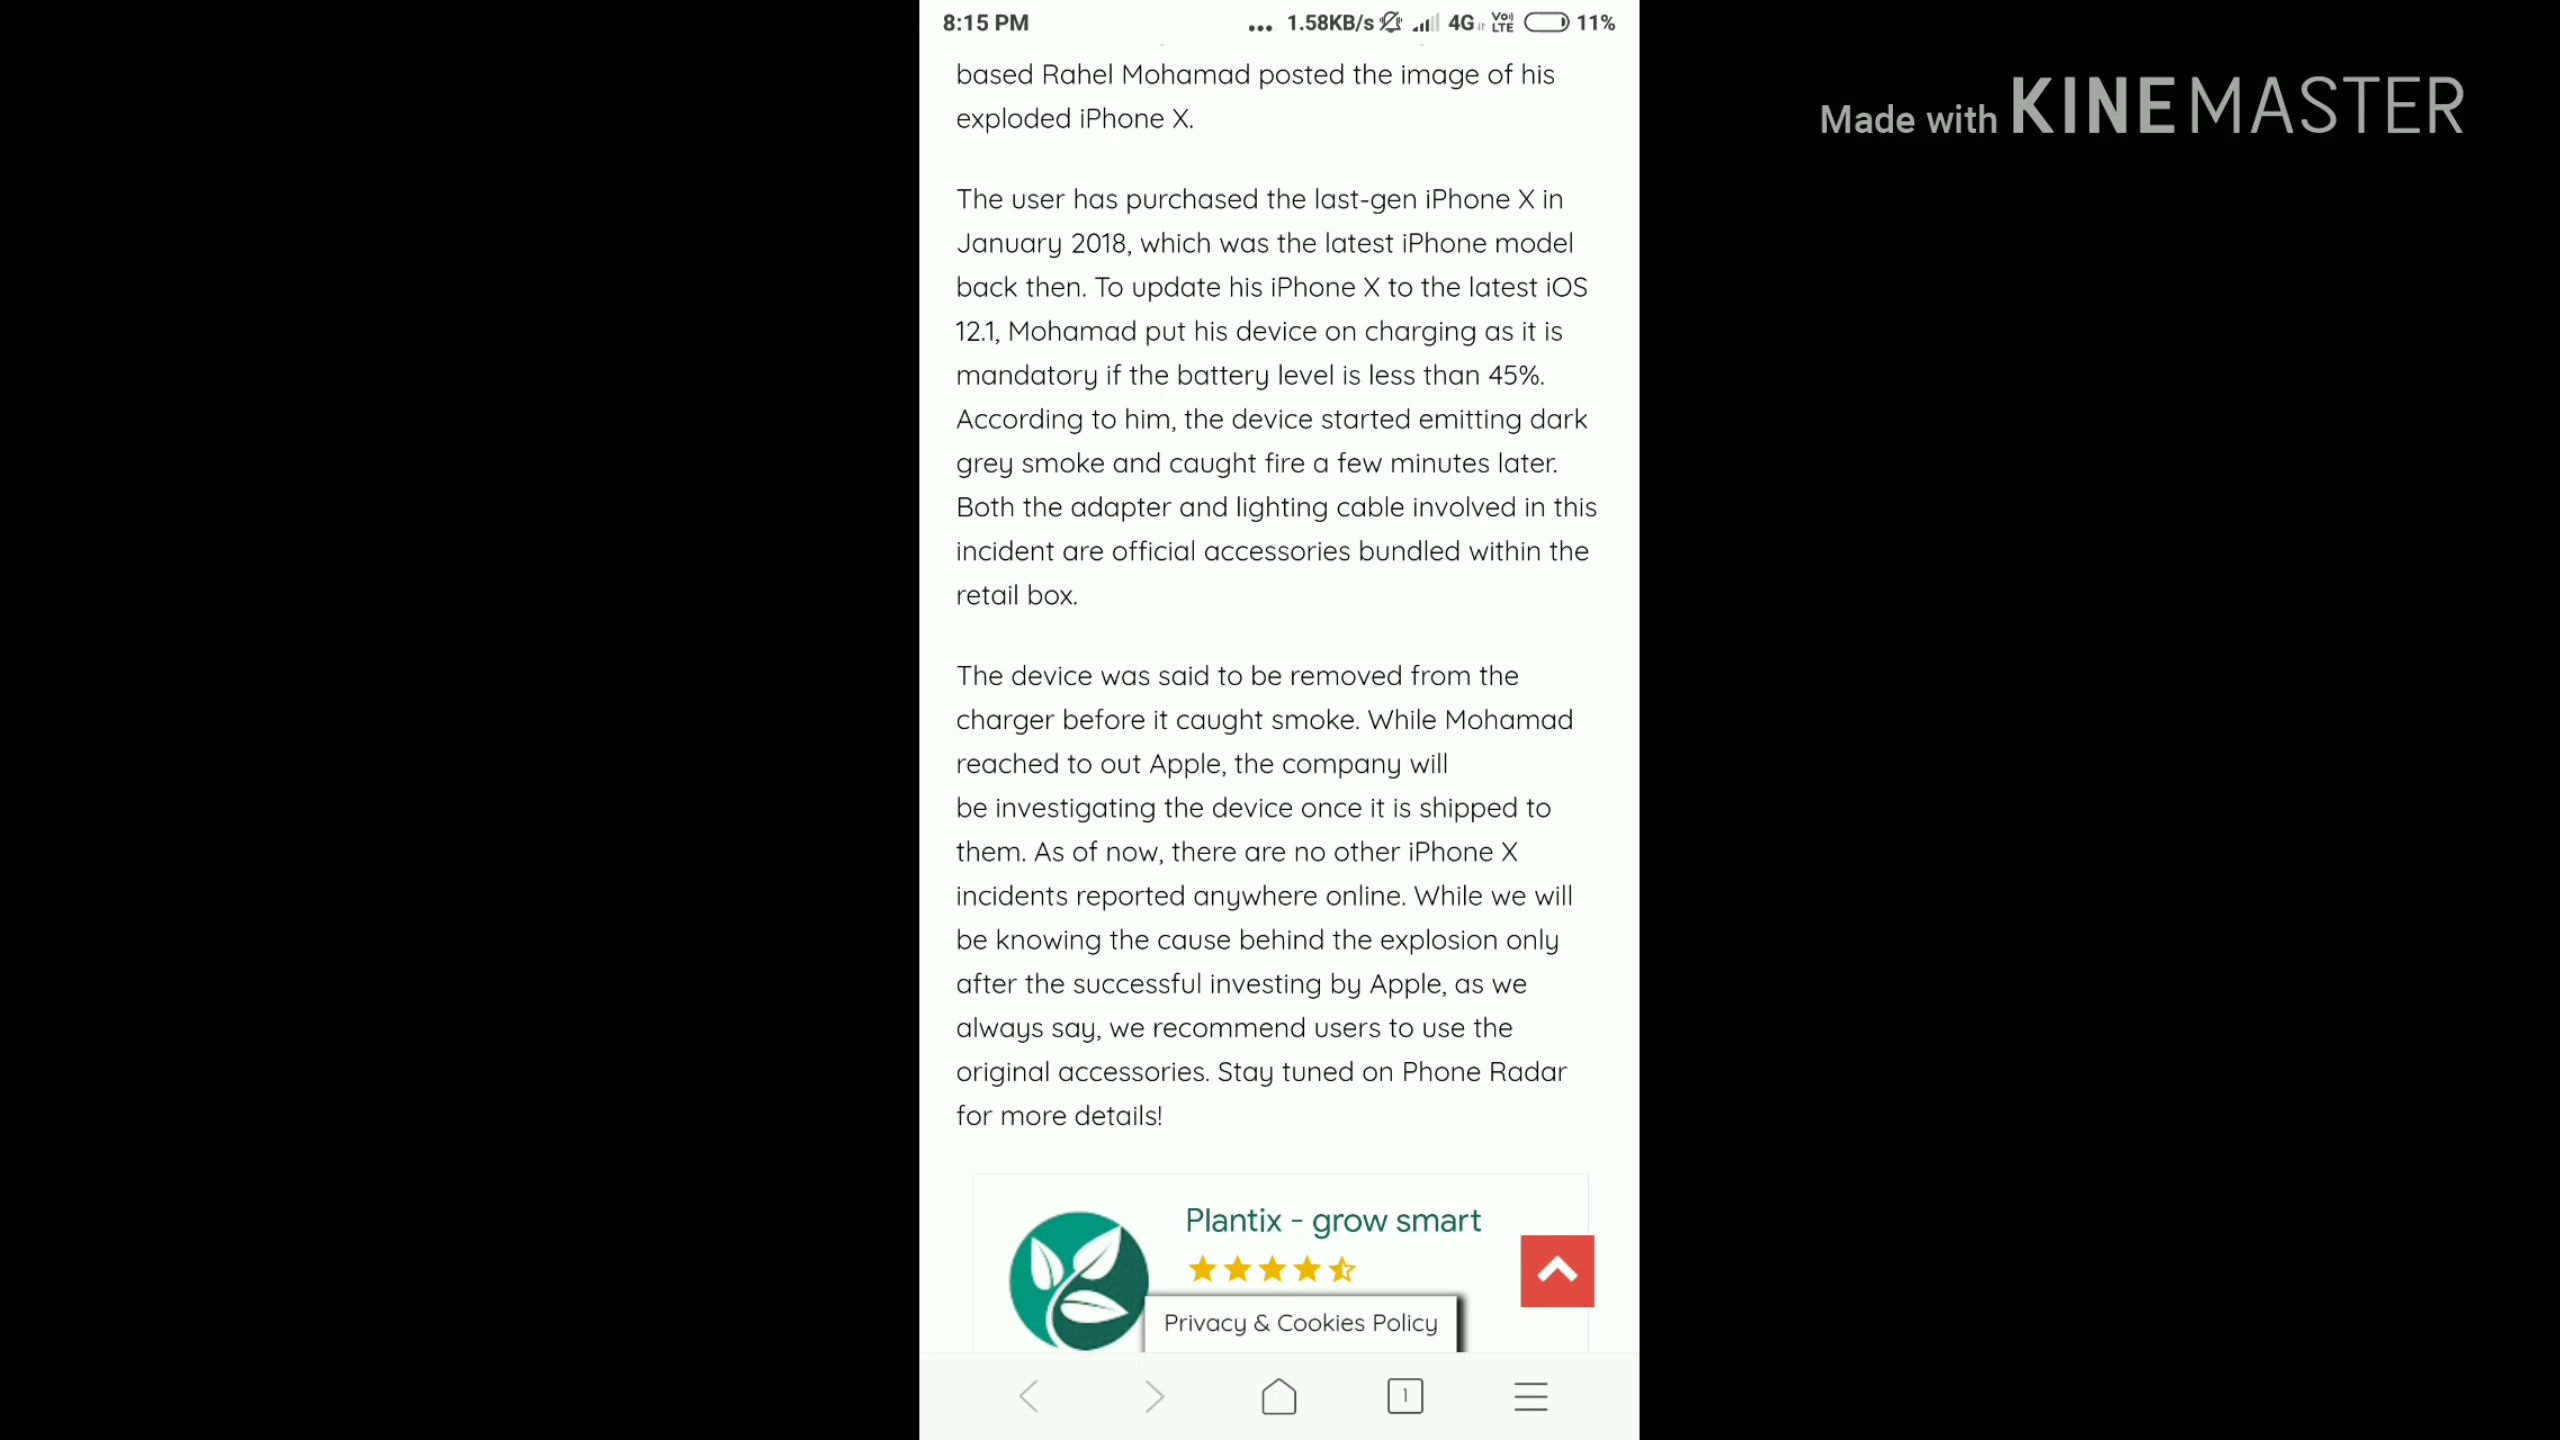 8:15 PM
... 1.58KB/s 4G VoLTE 11%
Made with KINEMASTER
based Rahel Mohamad posted the image of his
exploded iPhone X.
The user has purchased the last-gen iPhone X in
January 2018, which was the latest iPhone model
back then. To update his iPhone X to the latest iOS
12.1, Mohamad put his device on charging as it is
mandatory if the battery level is less than 45%.
According to him, the device started emitting dark
grey smoke and caught fire a few minutes later.
Both the adapter and lighting cable involved in this
incident are official accessories bundled within the
retail box.
The device was said to be removed from the
charger before it caught smoke. While Mohamad
reached to out Apple, the company will
be investigating the device once it is shipped to
them. As of now, there are no other iPhone X
incidents reported anywhere online. While we will
be knowing the cause behind the explosion only
after the successful investing by Apple, as we
always say, we recommend users to use the
original accessories. Stay tuned on Phone Radar
for more details!
Plantix - grow smart
Privacy & Cookies Policy
1